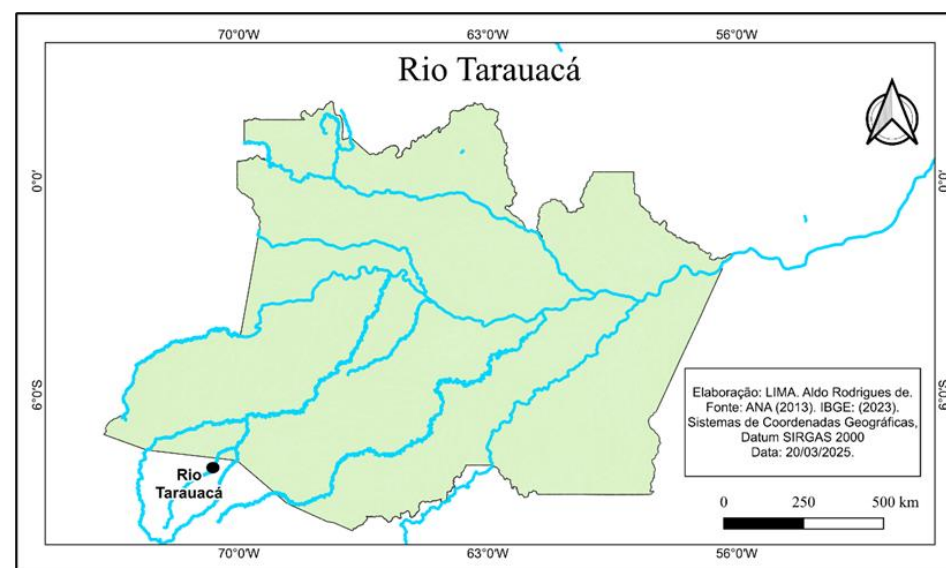 70°0'W 63°0'W 56°0'W
Rio Tarauacá
0°0' 0°0'
6°0'S 6°0'S
Elaboração: LIMA. Aldo Rodrigues de.
Fonte: ANA (2013). IBGE: (2023).
Sistemas de Coordenadas Geográficas,
Datum SIRGAS 2000
Data: 20/03/2025.
Rio
Tarauacá
0 250 500 km
70°0'W 63°0'W 56°0'W